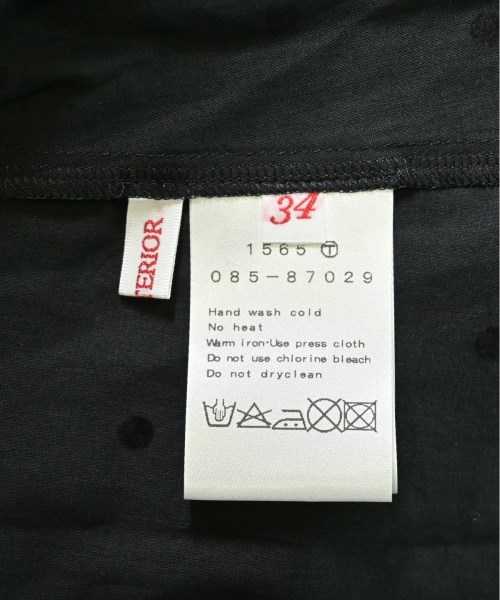 34
TERIOR
1565 Ⓣ
085-87029
Hand wash cold
No heat
Warm iron·Use press cloth
Do not use chlorine bleach
Do not dryclean